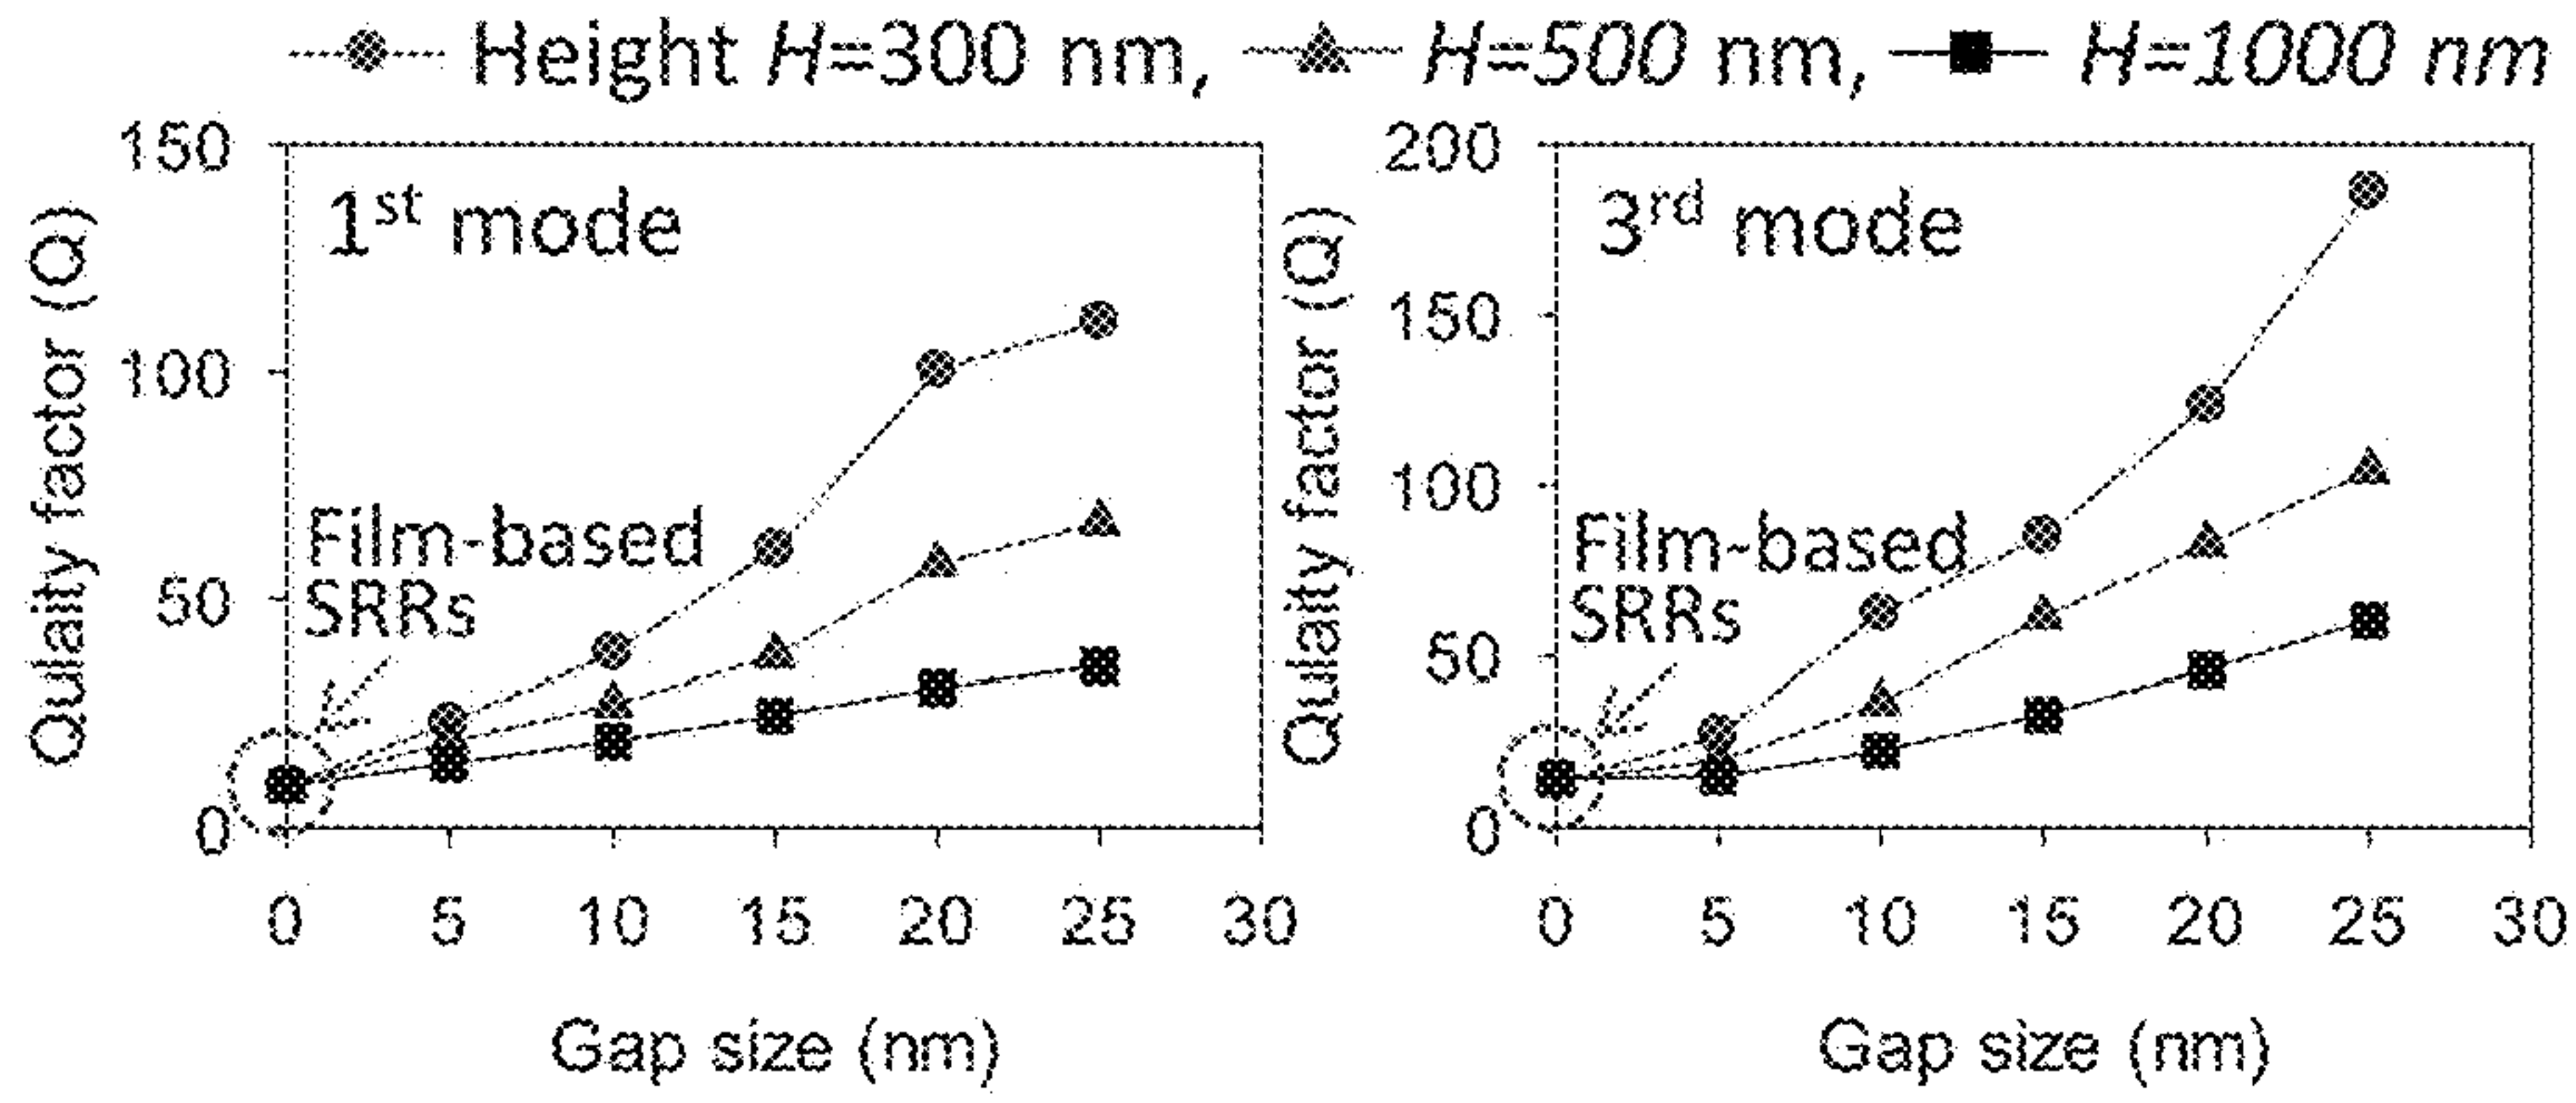 Height H=300 nm, H=500 nm, H=1000 nm
1st mode
Qulaity factor (Q)
150
100
50
0
Film-based
SRRs
0 5 10 15 20 25 30
Gap size (nm)
3rd mode
Qulaity factor (Q)
200
150
100
50
0
Film-based
SRRs
0 5 10 15 20 25 30
Gap size (nm)